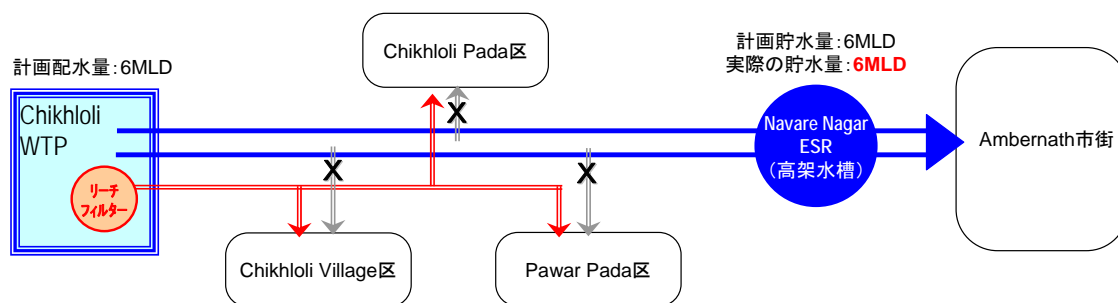 計画配水量:6MLD
Chikhloli
WTP
リーチ
フィルター
Chikhloli Pada区
X
X
X
Chikhloli Village区
Pawar Pada区
計画貯水量:6MLD
実際の貯水量:6MLD
Navare Nagar
ESR
(高架水槽)
Ambernath市街